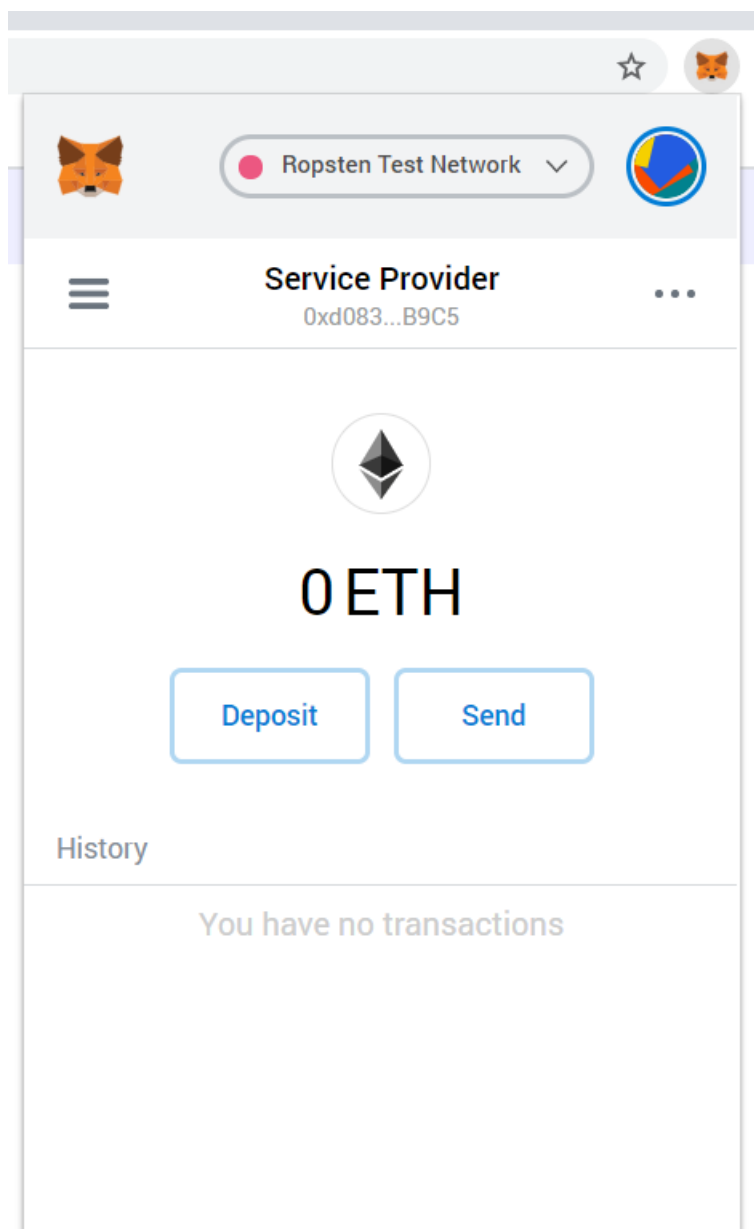 Ropsten Test Network
Service Provider
0xd083...B9C5
0 ETH
Deposit Send
History
You have no transactions